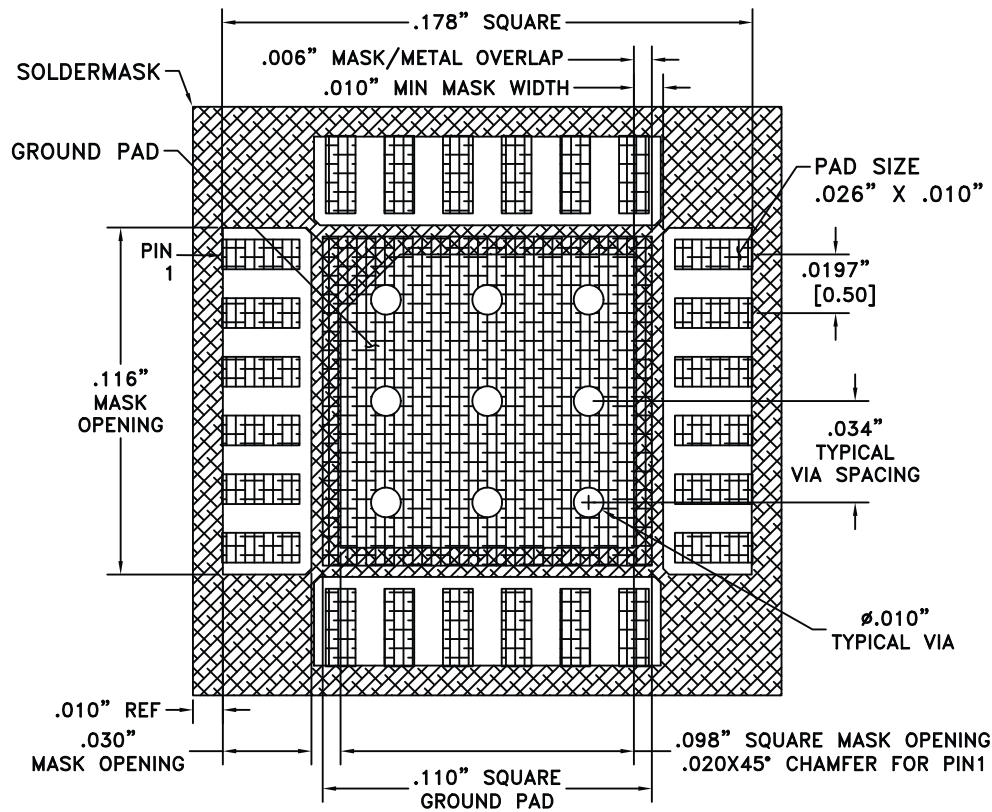 .178” SQUARE
.006” MASK/METAL OVERLAP
.010” MIN MASK WIDTH
SOLDERMASK
GROUND PAD
PAD SIZE
.026” X .010”
PIN
1
.0197”
[0.50]
.116”
MASK
OPENING
.034”
TYPICAL
VIA SPACING
ø.010”
TYPICAL VIA
.010” REF
.030”
MASK OPENING
.098” SQUARE MASK OPENING
.020X45° CHAMFER FOR PIN1
.110” SQUARE
GROUND PAD